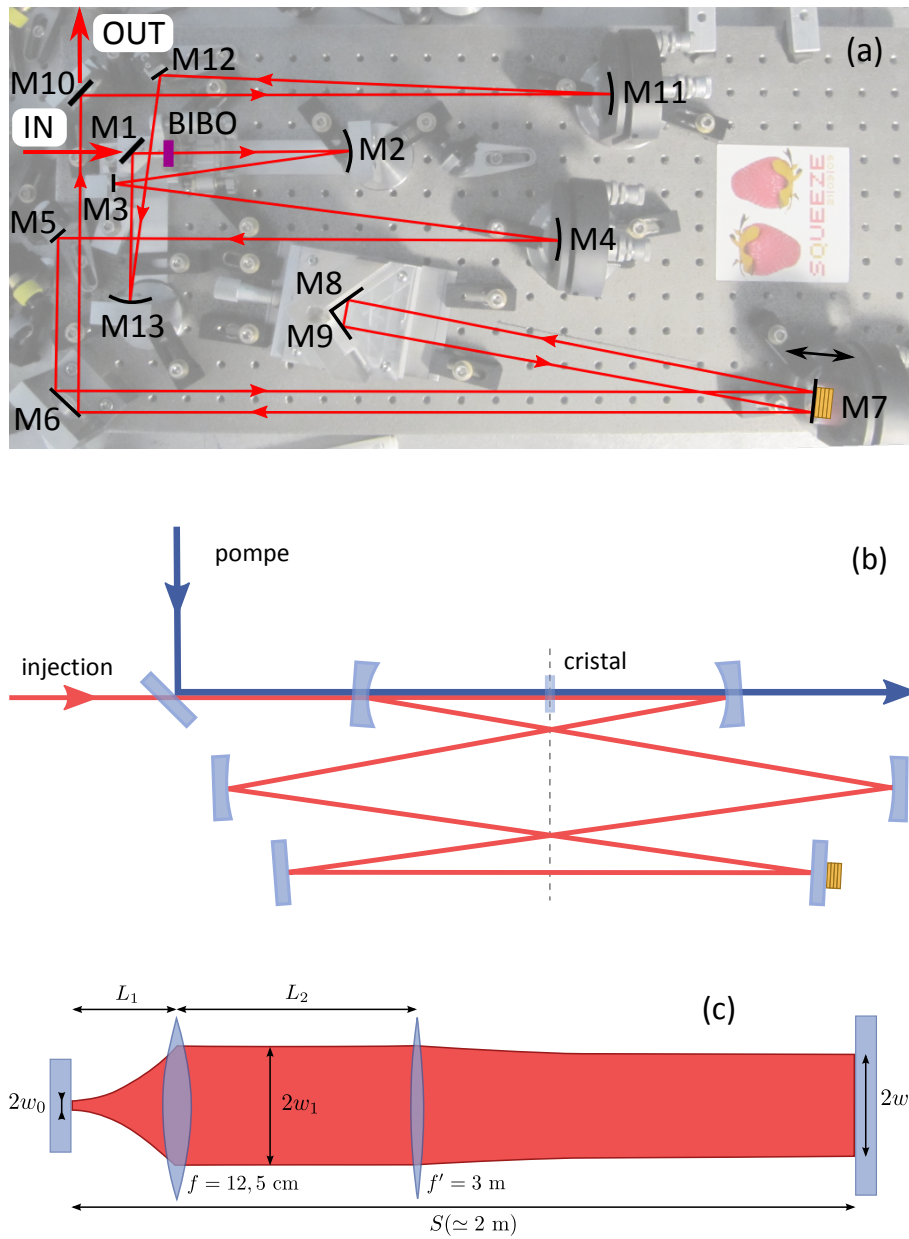 OUT
(a)
M12
M10
M11
IN
M1
BIBO
M2
M3
M5
M4
SQUEEZE
M8
M9
M13
M6
M7
(b)
pompe
injection
cristal
(c)
L₁
L₂
2w₀
2w₁
2w
f = 12, 5 cm
f′ = 3 m
S(≃ 2 m)